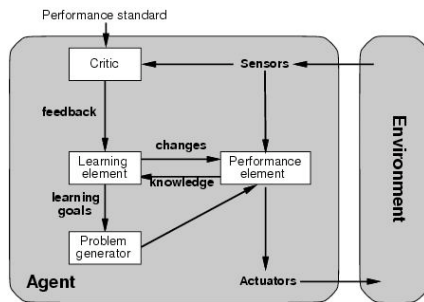 Performance standard
Critic
Sensors
feedback
changes
Learning
element
knowledge
Performance
element
learning
goals
Problem
generator
Agent
Actuators
Environment